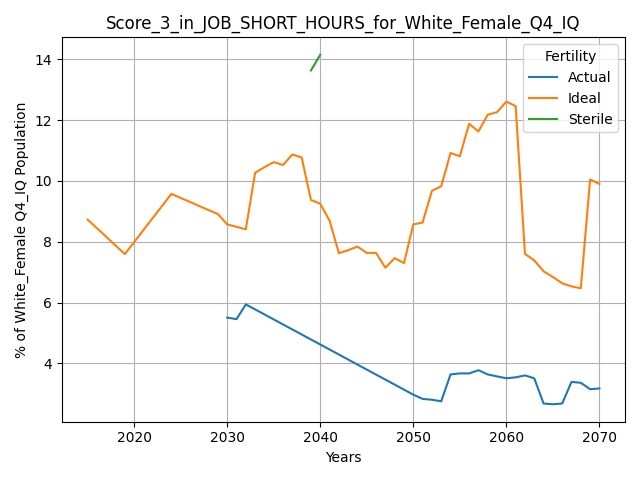 Score_3_in_JOB_SHORT_HOURS_for_White_Female_Q4_IQ
Fertility
Actual
Ideal
Sterile
% of White_Female Q4_IQ Population
14
12
10
8
6
4
2020 2030 2040 2050 2060 2070
Years